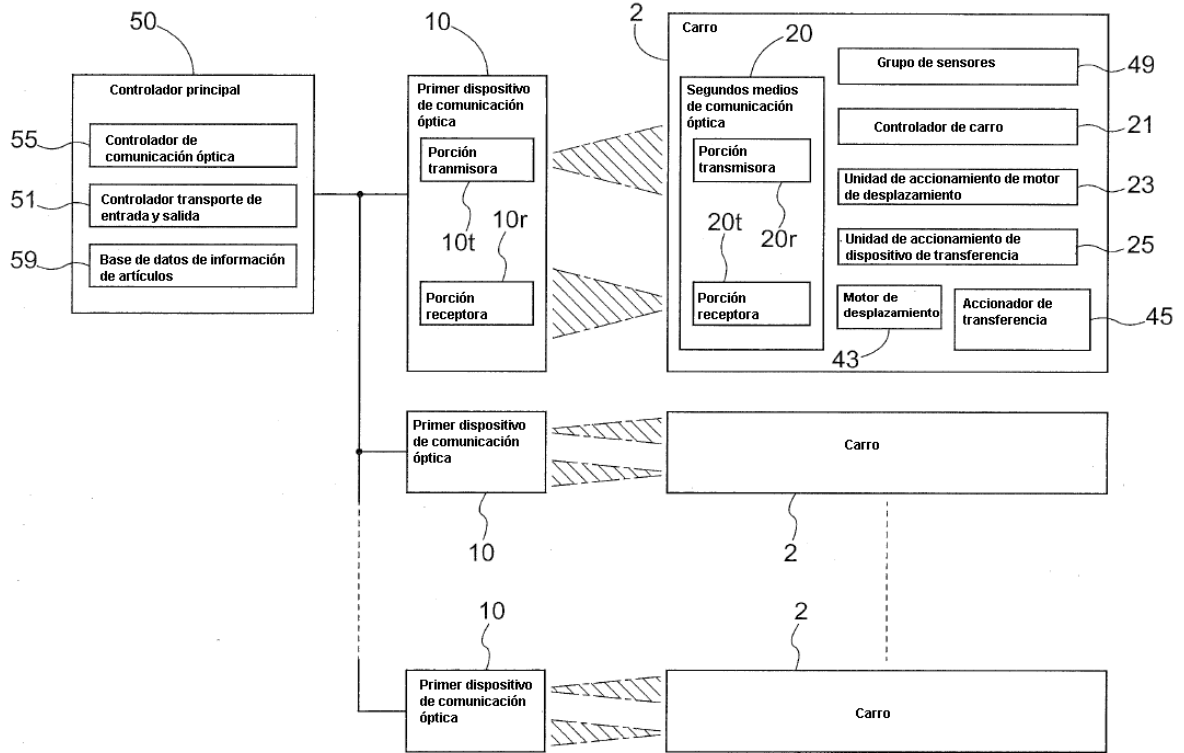 50
Controlador principal
55
Controlador de
comunicación óptica
51
Controlador transporte de
entrada y salida
59
Base de datos de información
de artículos
10
Primer dispositivo
de comunicación
óptica
Porción
tranmisora
10t
10r
Porción
receptora
2
Carro
20
Segundos medios
de comunicación
óptica
Porción
transmisora
20t
20r
Porción
receptora
Grupo de sensores
49
Controlador de carro
21
Unidad de accionamiento de motor
de desplazamiento
23
Unidad de accionamiento de
dispositivo de transferencia
25
Motor de
desplazamiento
43
Accionador de
transferencia
45
Primer dispositivo
de comunicación
óptica
10
Carro
2
10
Primer dispositivo
de comunicación
óptica
2
Carro